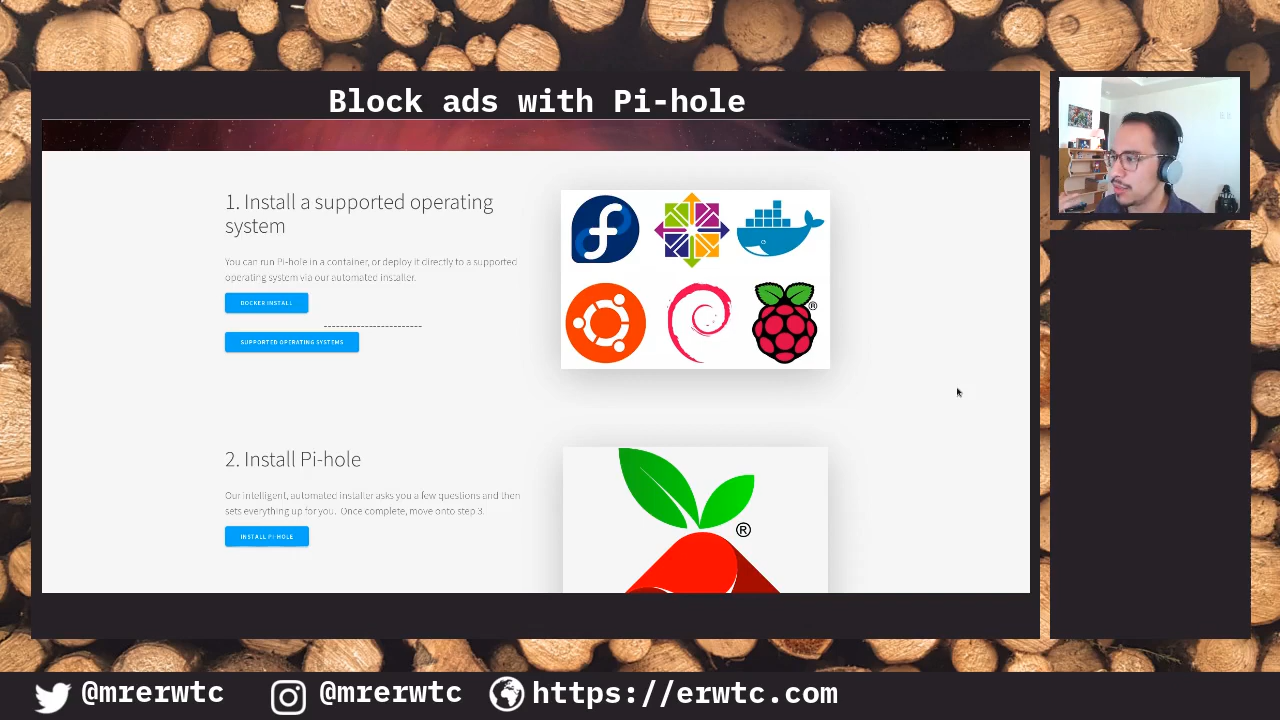 Block ads with Pi-hole
1. Install a supported operating
system
You can run Pi-hole in a container, or deploy it directly to a supported
operating system via our automated installer.
DOCKER INSTALL
------------------------
SUPPORTED OPERATING SYSTEMS
®
2. Install Pi-hole
Our intelligent, automated installer asks you a few questions and then
sets everything up for you. Once complete, move onto step 3.
INSTALL PI-HOLE
®
@mrerwtc
@mrerwtc
https://erwtc.com